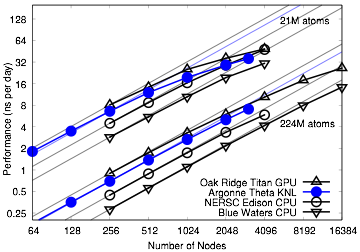 128
64
32
16
8
4
2
1
0.5
0.25
Performance (ns per day)
21M atoms
224M atoms
Oak Ridge Titan GPU
Argonne Theta KNL
NERSC Edison CPU
Blue Waters CPU
64 128 256 512 1024 2048 4096 8192 16384
Number of Nodes